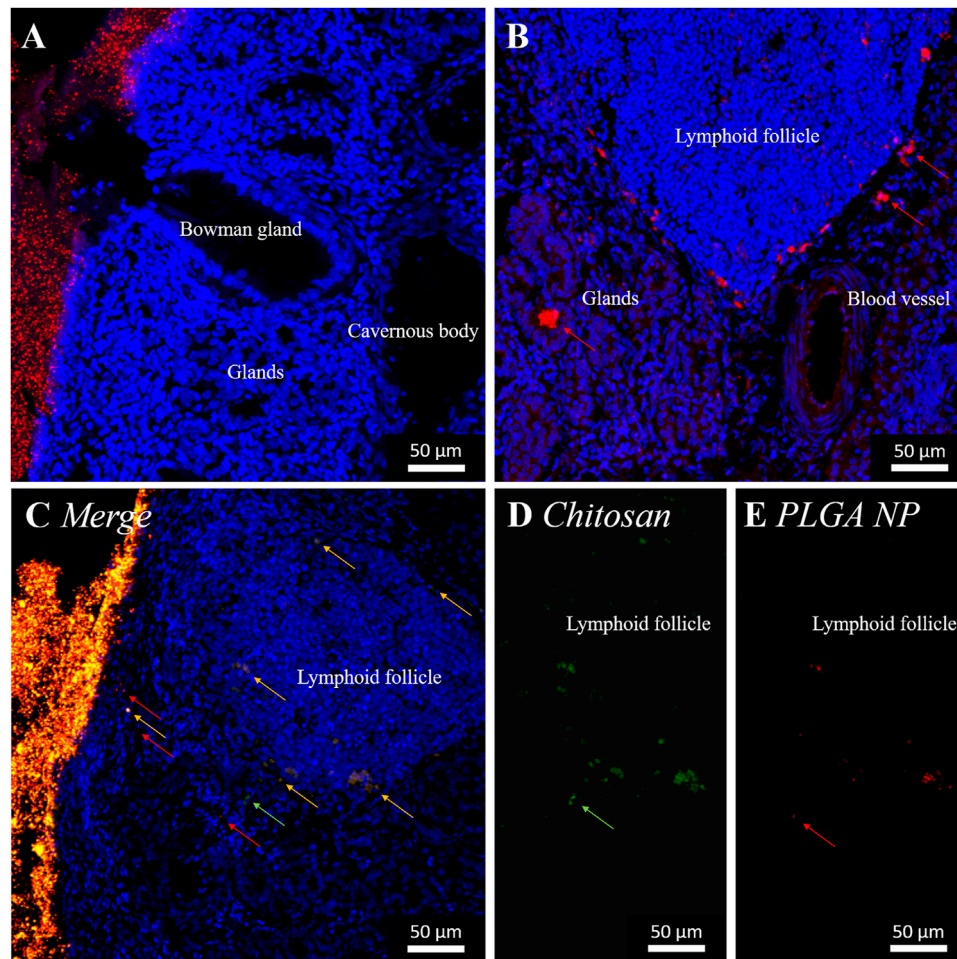 A
Bowman gland
Cavernous body
Glands
50 μm
B
Lymphoid follicle
Glands
Blood vessel
50 μm
C Merge
Lymphoid follicle
50 μm
D Chitosan
Lymphoid follicle
50 μm
E PLGA NP
Lymphoid follicle
50 μm